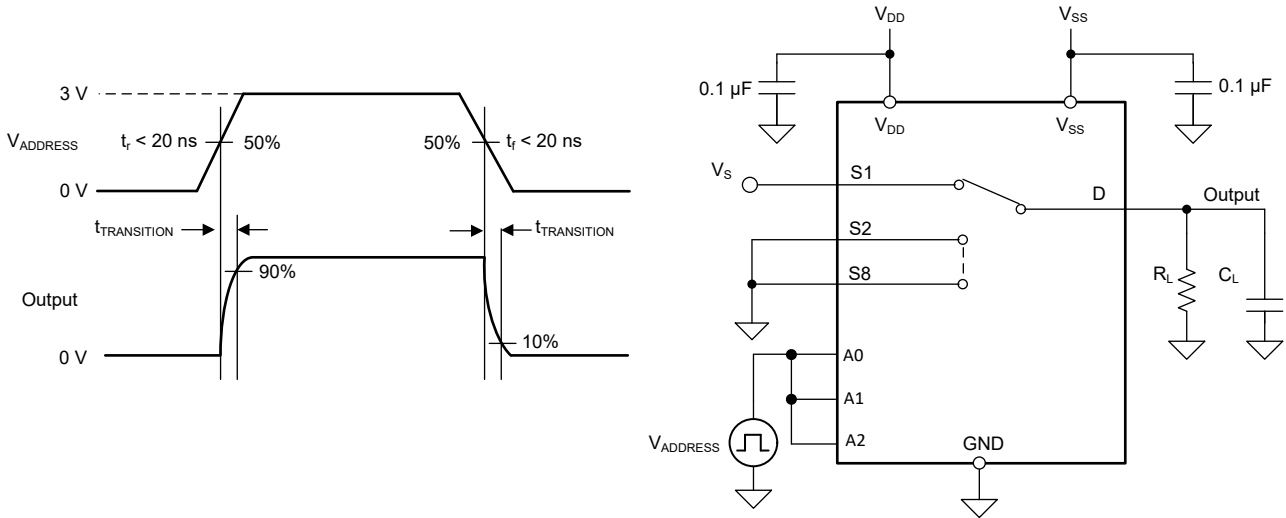 3 V
V_ADDRESS
t_r < 20 ns
50%
50%
t_f < 20 ns
0 V
t_TRANSITION
t_TRANSITION
90%
Output
10%
0 V
V_DD
V_SS
0.1 µF
0.1 µF
V_DD
V_SS
V_S
S1
D
Output
S2
S8
R_L
C_L
A0
A1
A2
V_ADDRESS
GND